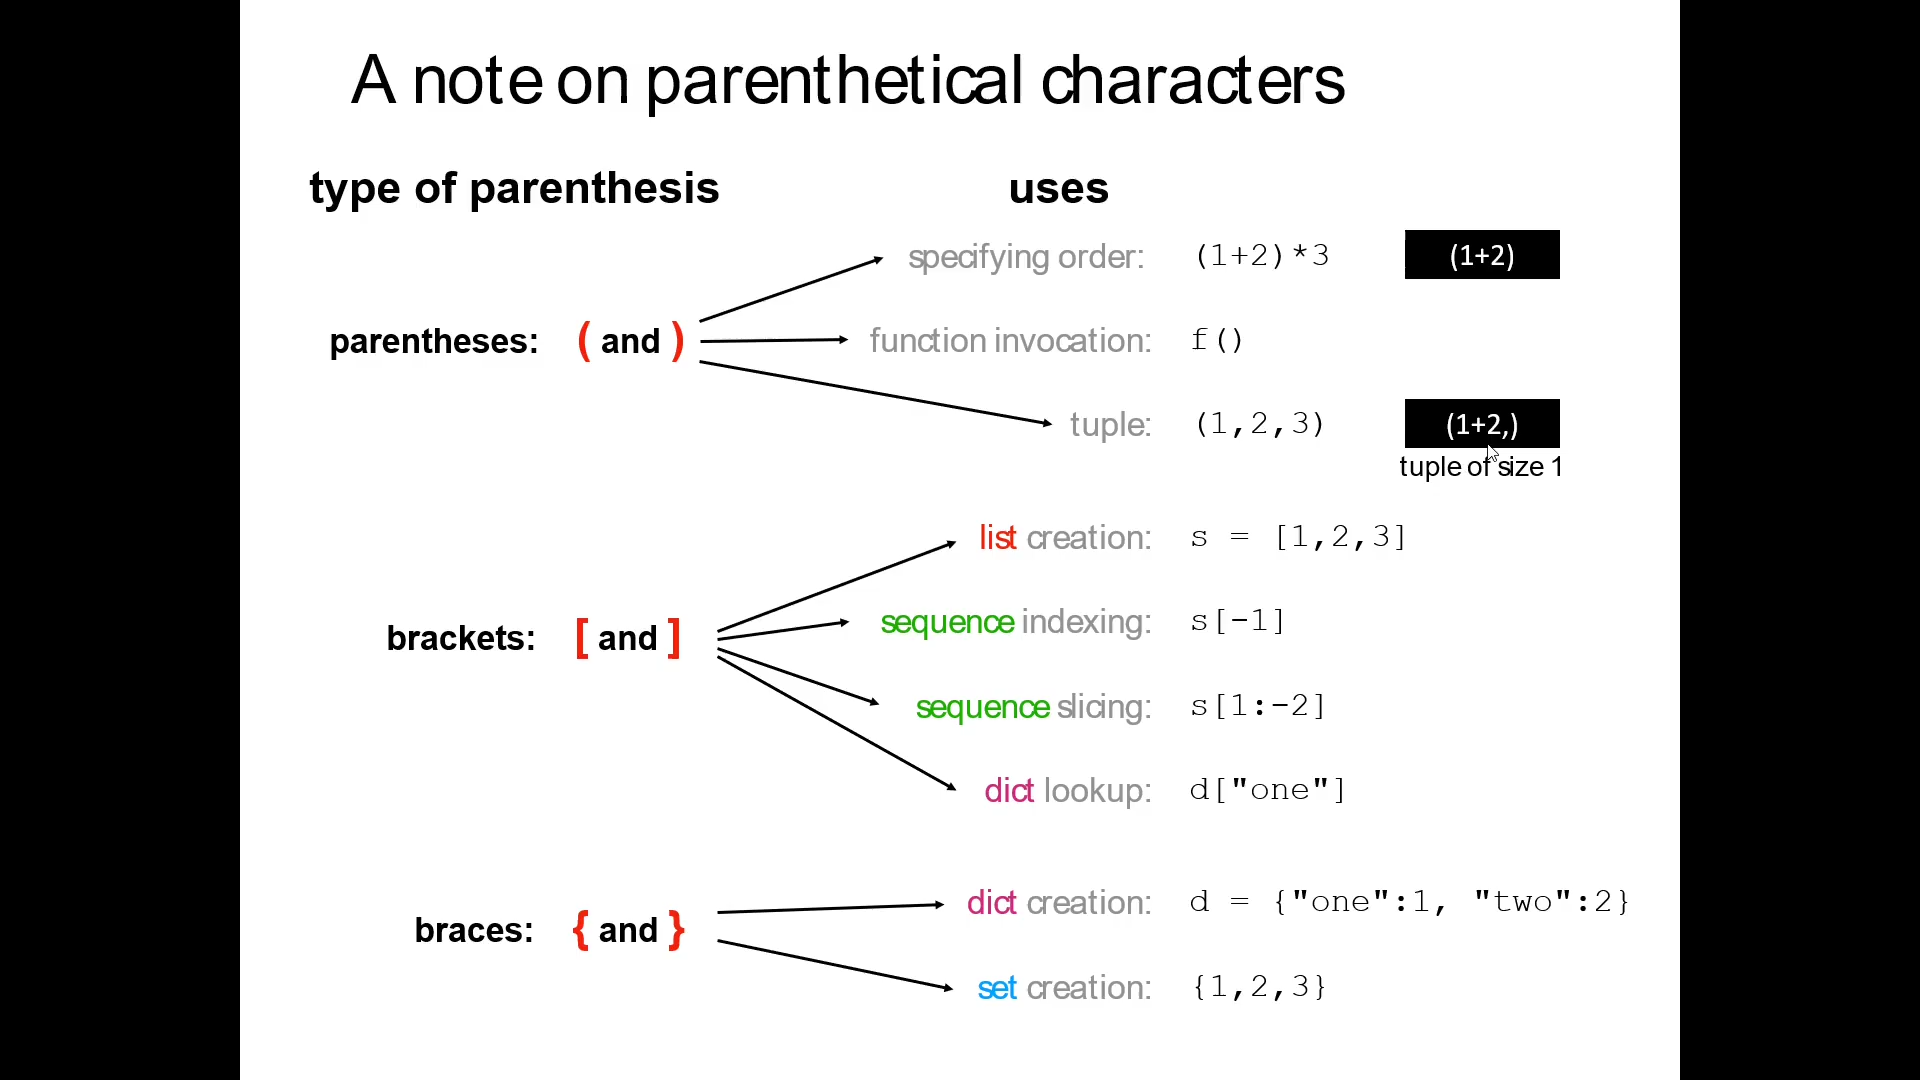 A note on parenthetical characters
type of parenthesis uses
specifying order: (1+2)*3 (1+2)
parentheses: ( and ) function invocation: f()
tuple: (1,2,3) (1+2,)
tuple of size 1
list creation: s = [1,2,3]
sequence indexing: s[-1]
brackets: [ and ]
sequence slicing: s[1:-2]
dict lookup: d["one"]
dict creation: d = {"one":1, "two":2}
braces: { and }
set creation: {1,2,3}